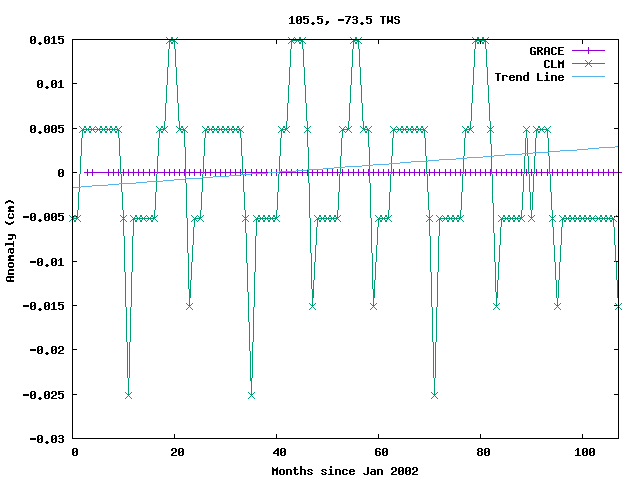 105.5, -73.5 TWS
0.015
0.01
0.005
0
-0.005
-0.01
-0.015
-0.02
-0.025
-0.03
Anomaly (cm)
GRACE
CLM
Trend Line
0 20 40 60 80 100
Months since Jan 2002